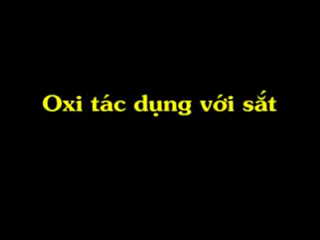 Oxi tác dụng với sắt